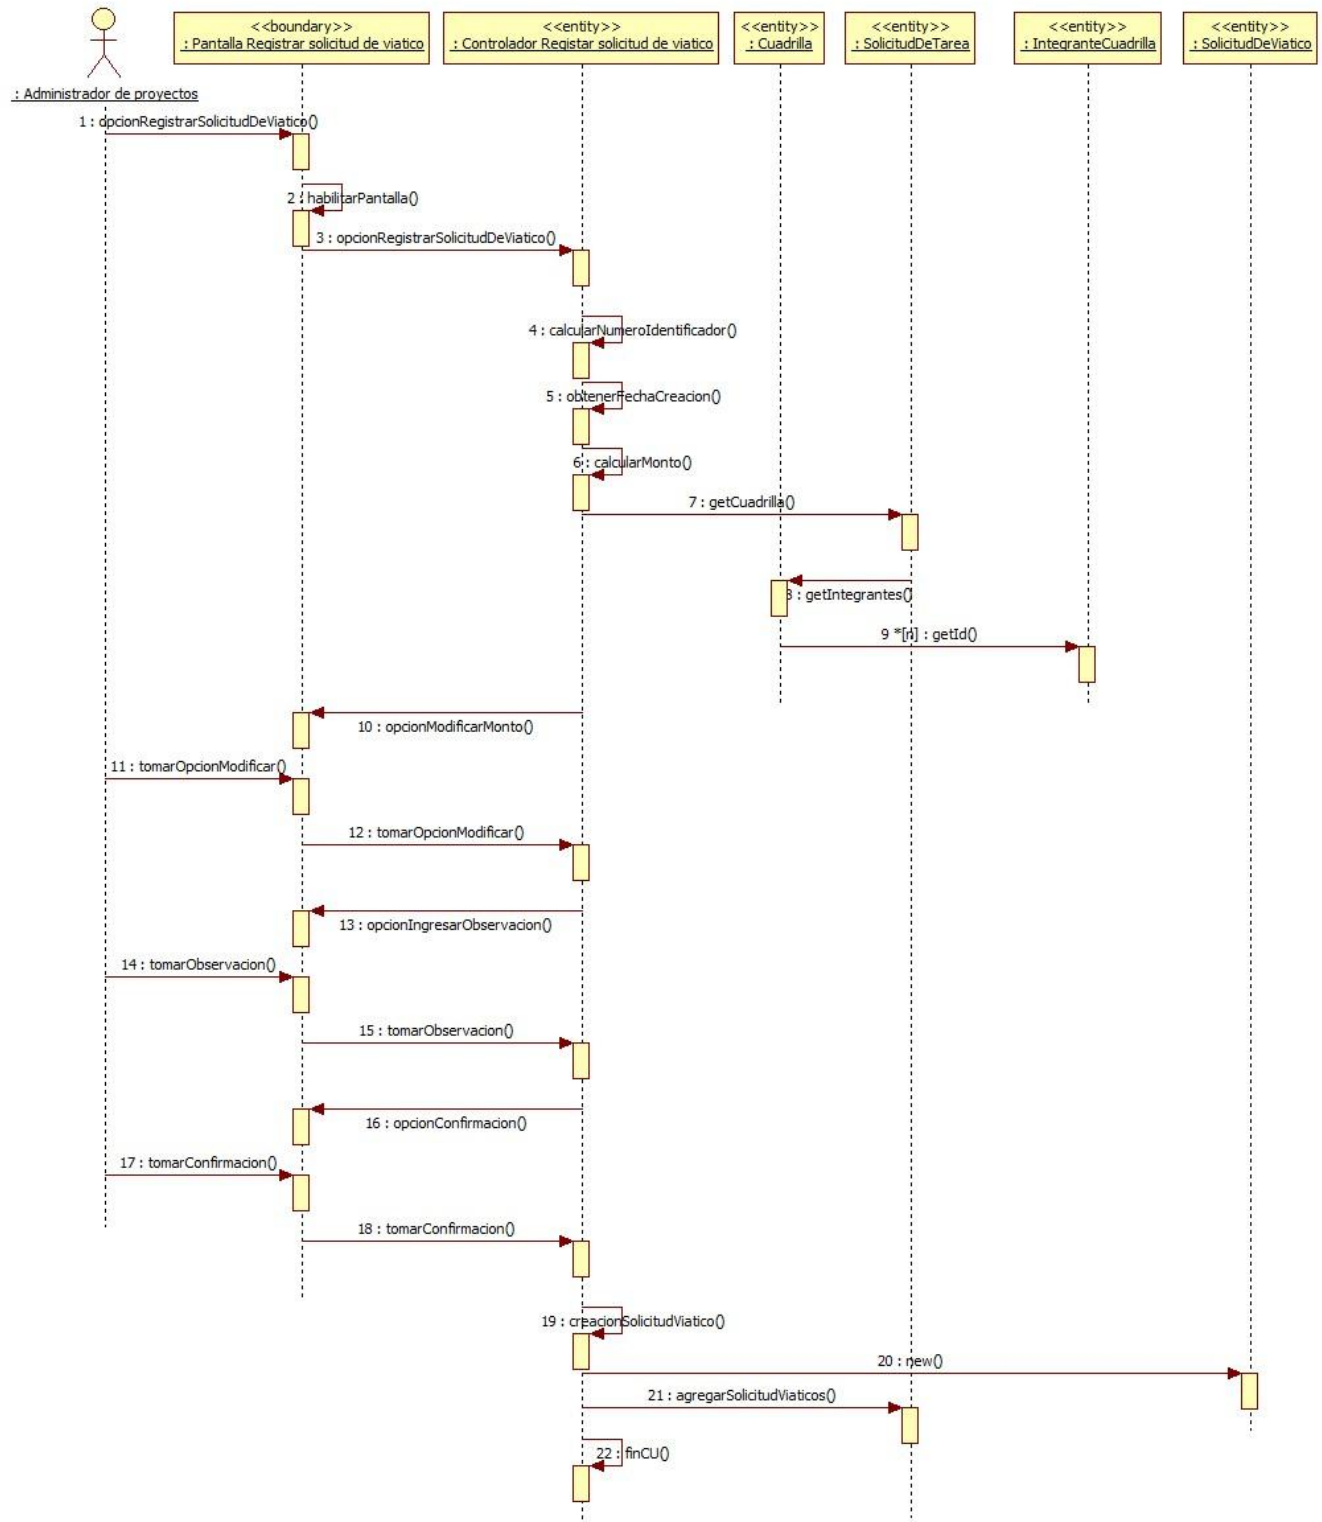 <<boundary>>
: Pantalla Registrar solicitud de viatico
<<entity>>
: Controlador Registar solicitud de viatico
<<entity>>
: Cuadrilla
<<entity>>
: SolicitudDeTarea
<<entity>>
: IntegranteCuadrilla
<<entity>>
: SolicitudDeViatico
: Administrador de proyectos
1 : opcionRegistrarSolicitudDeViatico()
2 : habilitarPantalla()
3 : opcionRegistrarSolicitudDeViatico()
4 : calcularNumeroIdentificador()
5 : obtenerFechaCreacion()
6 : calcularMonto()
7 : getCuadrilla()
8 : getIntegrantes()
9 *[n] : getId()
10 : opcionModificarMonto()
11 : tomarOpcionModificar()
12 : tomarOpcionModificar()
13 : opcionIngresarObservacion()
14 : tomarObservacion()
15 : tomarObservacion()
16 : opcionConfirmacion()
17 : tomarConfirmacion()
18 : tomarConfirmacion()
19 : creacionSolicitudViatico()
20 : new()
21 : agregarSolicitudViaticos()
22 : finCU()